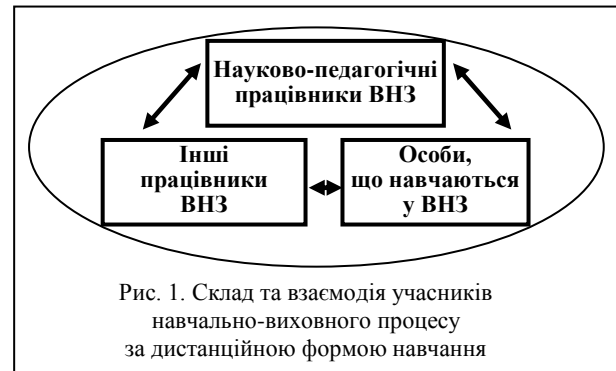 Науково-педагогічні
працівники ВНЗ
Інші
працівники
ВНЗ
Особи,
що навчаються
у ВНЗ
Рис. 1. Склад та взаємодія учасників
навчально-виховного процесу
за дистанційною формою навчання